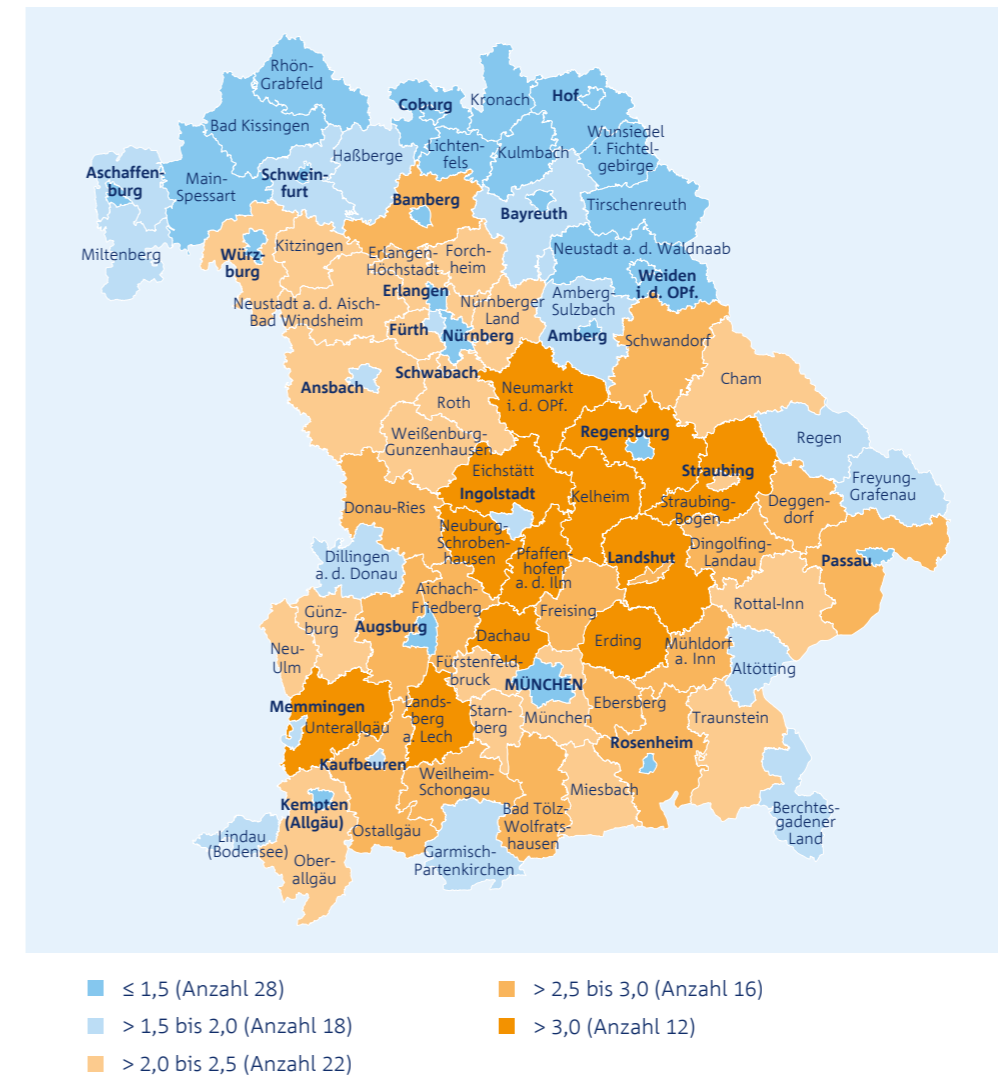 Rhön-
Grabfeld
Coburg
Kronach
Hof
Bad Kissingen
Wunsiedel
i. Fichtel-
gebirge
Lichten-
fels
Kulmbach
Haßberge
Aschaffen-
burg
Main-
Spessart
Schwein-
furt
Bamberg
Bayreuth
Tirschenreuth
Miltenberg
Würz-
burg
Kitzingen
Erlangen-
Höchstadt
Forch-
heim
Neustadt a. d. Waldnaab
Weiden
i. d. OPf.
Erlangen
Neustadt a. d. Aisch-
Bad Windsheim
Nürnberger
Land
Amberg-
Sulzbach
Fürth
Nürnberg
Amberg
Schwandorf
Ansbach
Schwabach
Roth
Neumarkt
i. d. OPf.
Cham
Weißenburg-
Gunzenhausen
Regensburg
Regen
Eichstätt
Straubing
Freyung-
Grafenau
Ingolstadt
Kelheim
Donau-Ries
Straubing-
Bogen
Deggen-
dorf
Neuburg-
Schroben-
hausen
Pfaffen-
hofen
a. d. Ilm
Landshut
Dingolfing-
Landau
Passau
Dillingen
a. d. Donau
Aichach-
Friedberg
Freising
Rottal-Inn
Günz-
burg
Augsburg
Dachau
Erding
Mühldorf
a. Inn
Altötting
Neu-
Ulm
Fürstenfeld-
bruck
MÜNCHEN
Memmingen
Unterallgäu
Lands-
berg
a. Lech
Starn-
berg
München
Ebersberg
Traunstein
Rosenheim
Kaufbeuren
Weilheim-
Schongau
Miesbach
Kempten
(Allgäu)
Ostallgäu
Bad Tölz-
Wolfrats-
hausen
Berchtes-
gadener
Land
Lindau
(Bodensee)
Ober-
allgäu
Garmisch-
Partenkirchen
≤ 1,5 (Anzahl 28)
> 1,5 bis 2,0 (Anzahl 18)
> 2,0 bis 2,5 (Anzahl 22)
> 2,5 bis 3,0 (Anzahl 16)
> 3,0 (Anzahl 12)